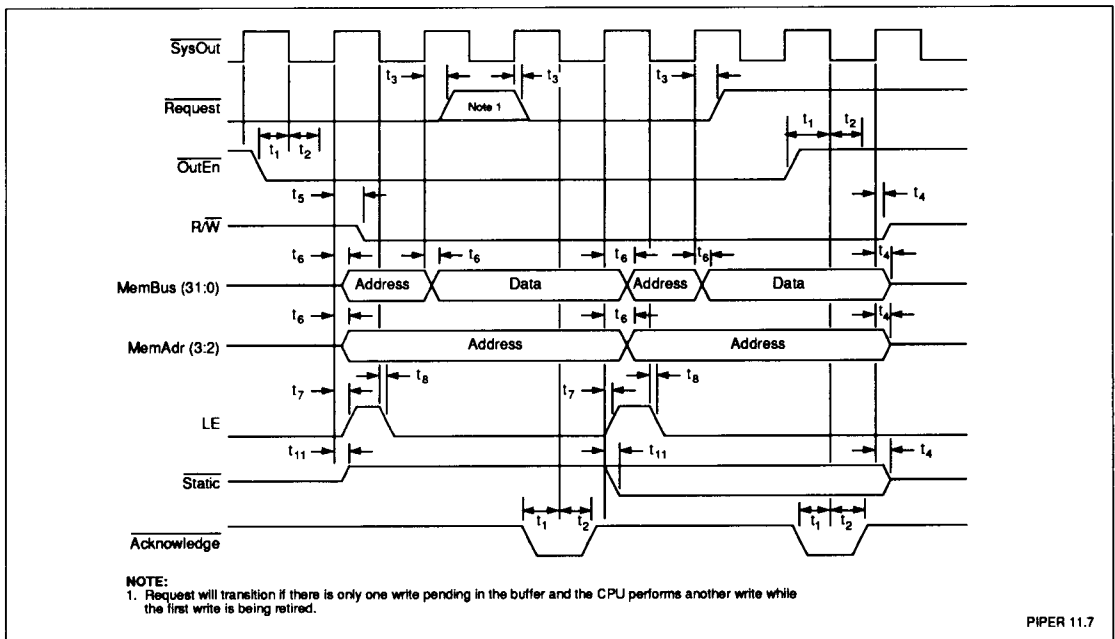 SysOut
t3 t3 t3
Request
Note 1
t1 t2 t1 t2
OutEn
t5 t4
R/W
t6 t6 t6 t6 t4
MemBus (31:0)
Address Data Address Data
t6 t6 t4
MemAdr (3:2)
Address Address
t7 t8 t7 t8
LE
t11 t11 t4
Static
t1 t2 t1 t2
Acknowledge
NOTE:
1. Request will transition if there is only one write pending in the buffer and the CPU performs another write while
the first write is being retired.
PIPER 11.7